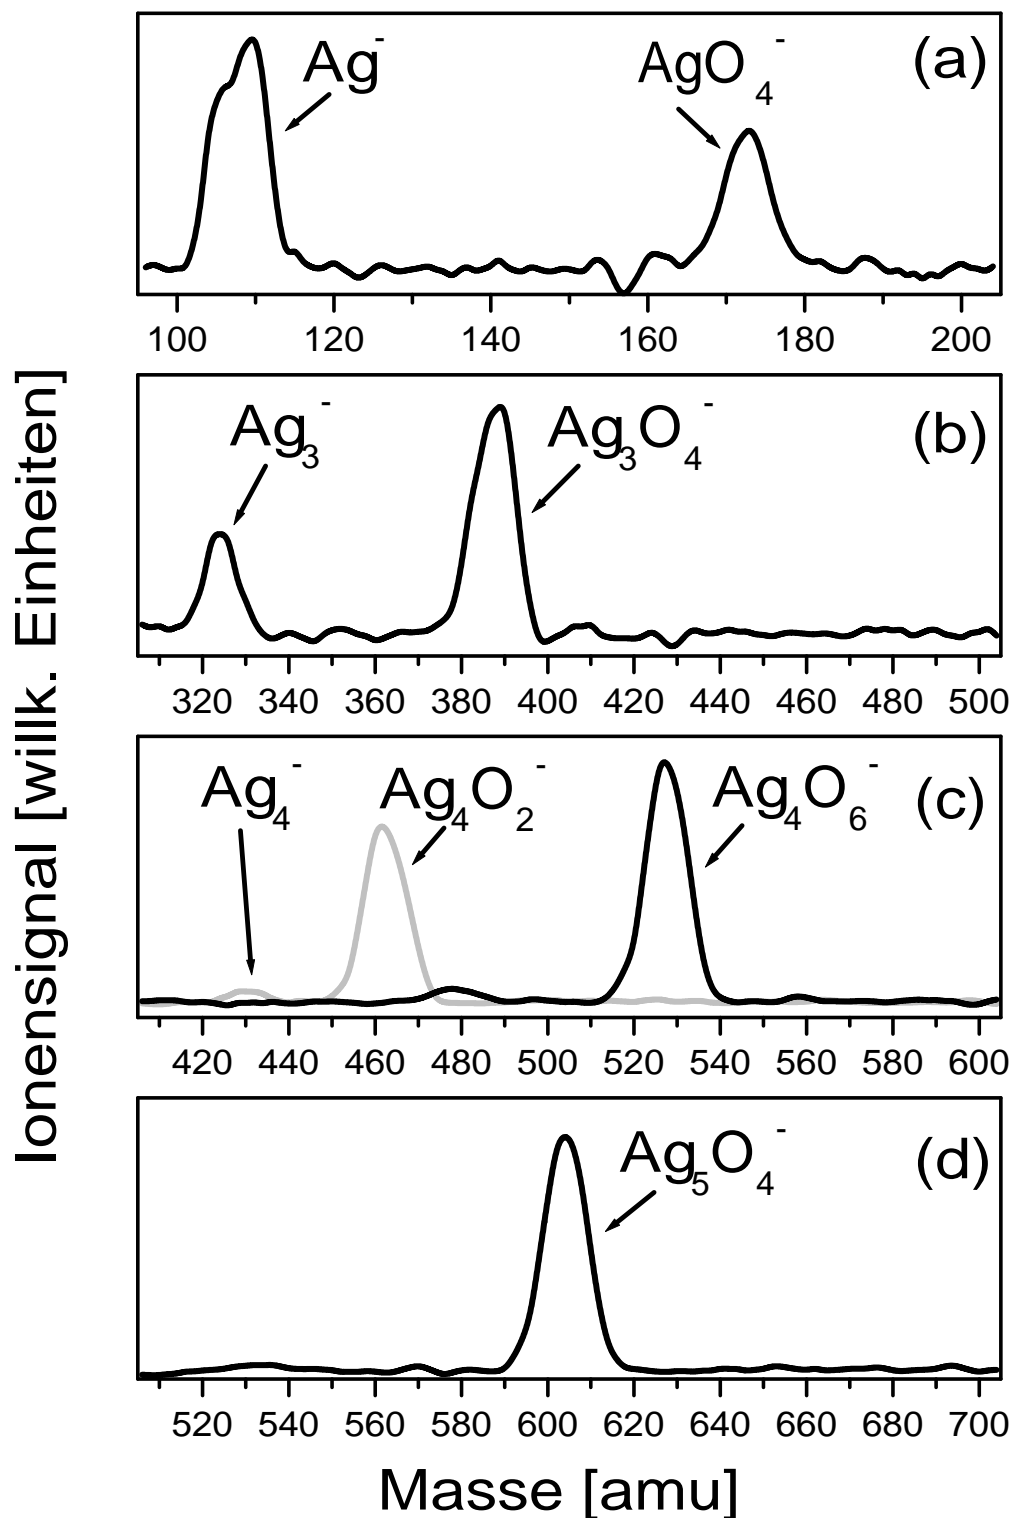 Ag⁻ AgO₄⁻ (a)
100 120 140 160 180 200
Ag₃⁻ Ag₃O₄⁻ (b)
320 340 360 380 400 420 440 460 480 500
Ag₄⁻ Ag₄O₂⁻ Ag₄O₆⁻ (c)
420 440 460 480 500 520 540 560 580 600
Ag₅O₄⁻ (d)
520 540 560 580 600 620 640 660 680 700
Masse [amu]
Ionensignal [willk. Einheiten]